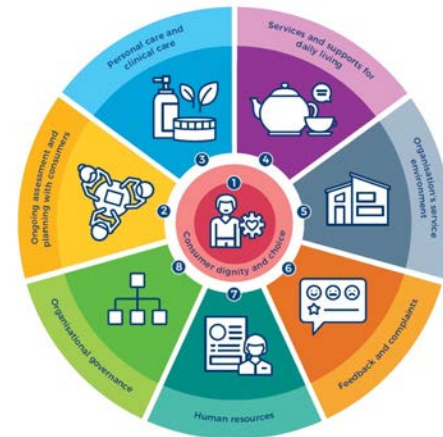 1
Consumer dignity and choice
2
Ongoing assessment and
planning with consumers
3
Personal care and
clinical care
4
Services and supports for
daily living
5
Organisation's service
environment
6
Feedback and complaints
7
Human resources
8
Organisational governance